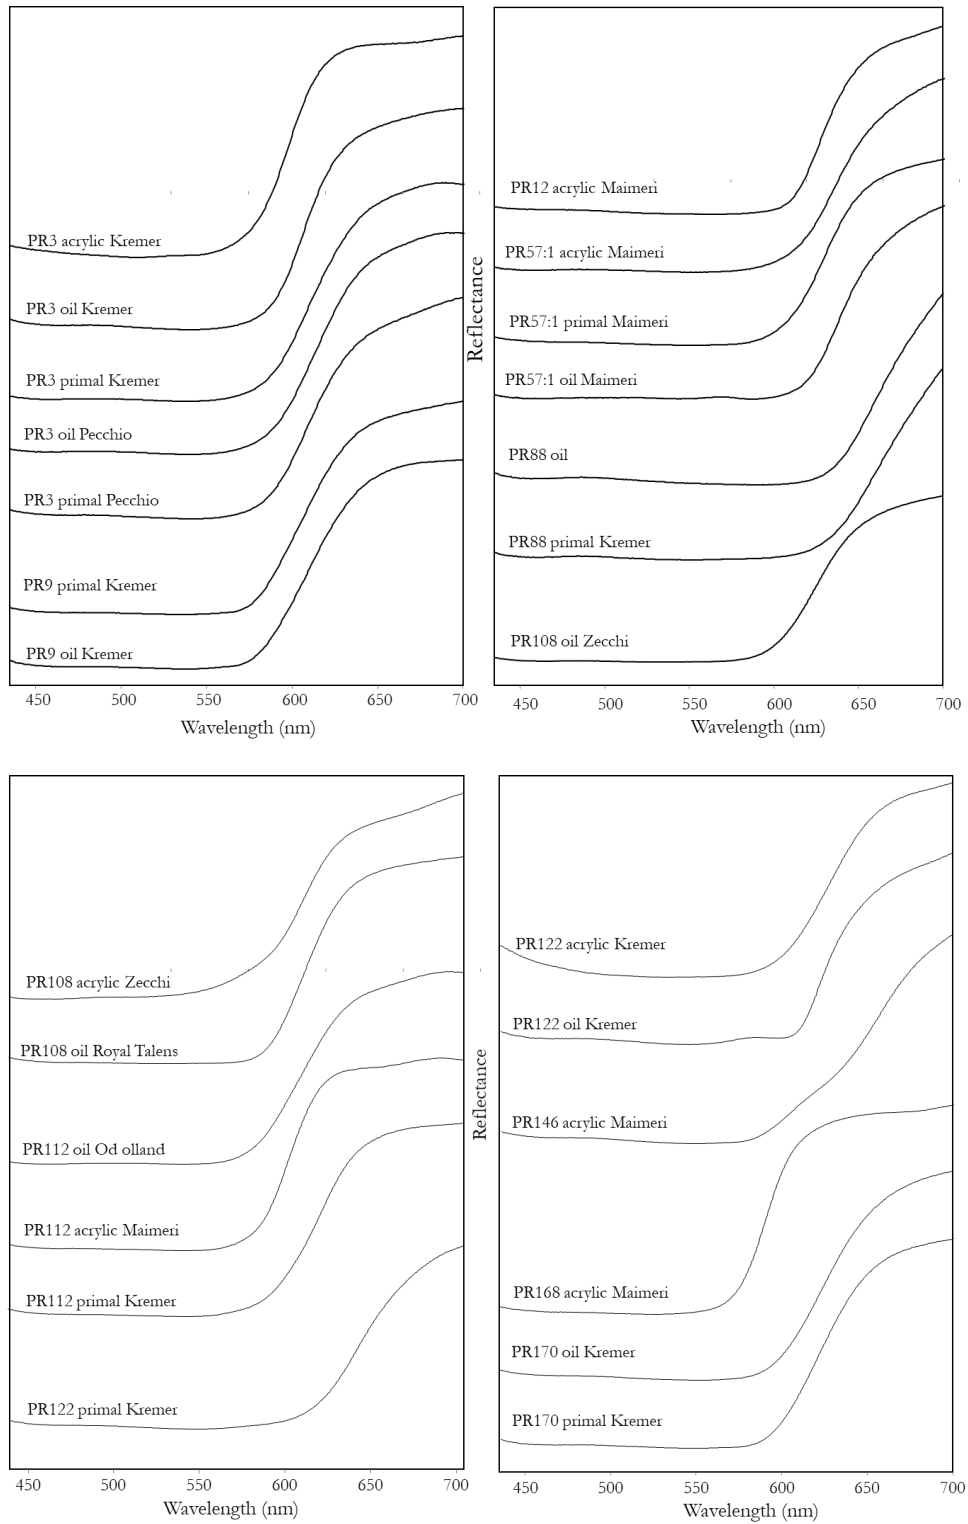 PR3 acrylic Kremer
PR3 oil Kremer
PR3 primal Kremer
PR3 oil Pecchio
PR3 primal Pecchio
PR9 primal Kremer
PR9 oil Kremer
450 500 550 600 650 700
Wavelength (nm)
Reflectance
PR12 acrylic Maimeri
PR57:1 acrylic Maimeri
PR57:1 primal Maimeri
PR57:1 oil Maimeri
PR88 oil
PR88 primal Kremer
PR108 oil Zecchi
450 500 550 600 650 700
Wavelength (nm)
PR108 acrylic Zecchi
PR108 oil Royal Talens
PR112 oil Od olland
PR112 acrylic Maimeri
PR112 primal Kremer
PR122 primal Kremer
450 500 550 600 650 700
Wavelength (nm)
Reflectance
PR122 acrylic Kremer
PR122 oil Kremer
PR146 acrylic Maimeri
PR168 acrylic Maimeri
PR170 oil Kremer
PR170 primal Kremer
450 500 550 600 650 700
Wavelength (nm)